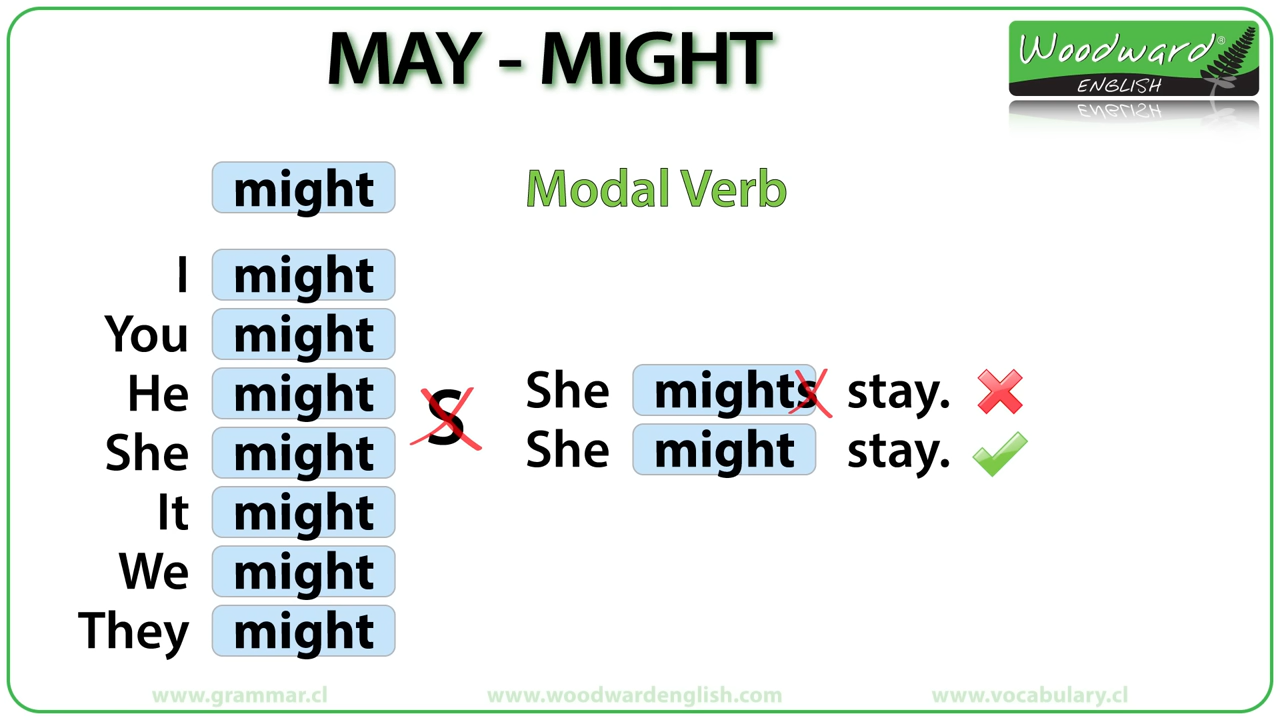 MAY - MIGHT
Woodward®
ENGLISH
might
Modal Verb
I might
You might
He might
She might
S
It might
We might
They might
She mights stay.
She might stay.
www.grammar.cl
www.woodwardenglish.com
www.vocabulary.cl